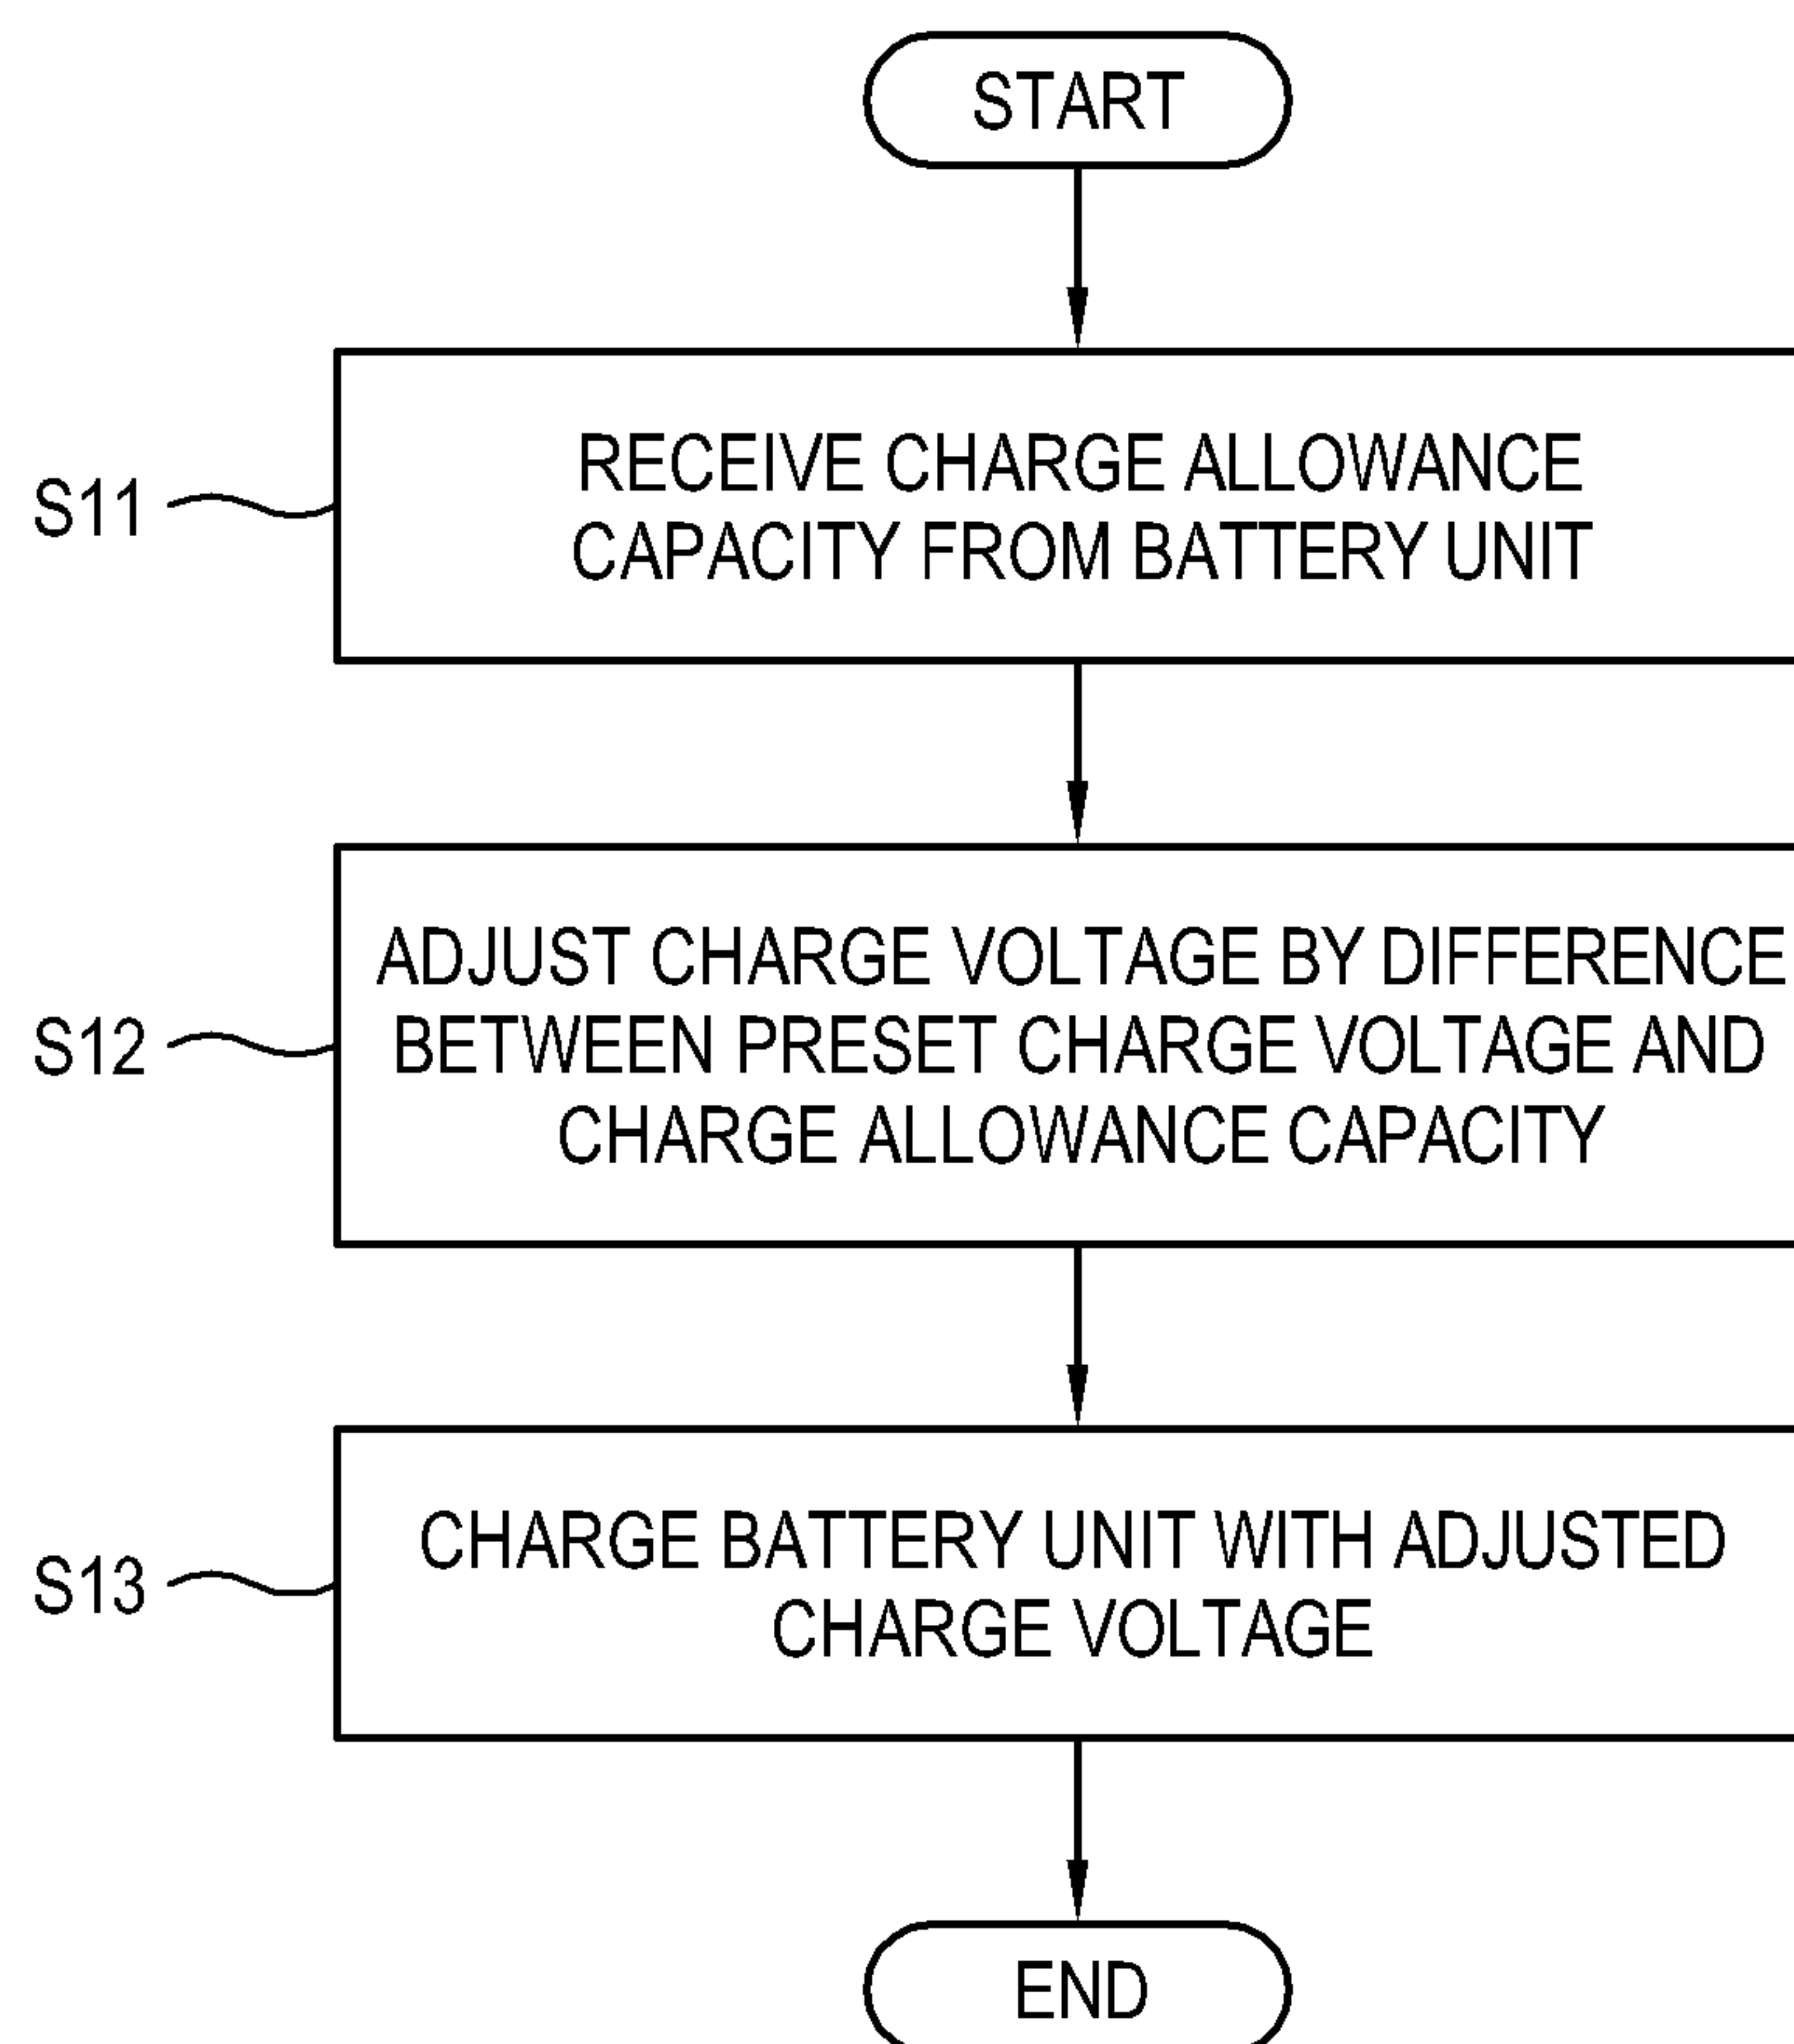 START
S11
RECEIVE CHARGE ALLOWANCE
CAPACITY FROM BATTERY UNIT
S12
ADJUST CHARGE VOLTAGE BY DIFFERENCE
BETWEEN PRESET CHARGE VOLTAGE AND
CHARGE ALLOWANCE CAPACITY
S13
CHARGE BATTERY UNIT WITH ADJUSTED
CHARGE VOLTAGE
END